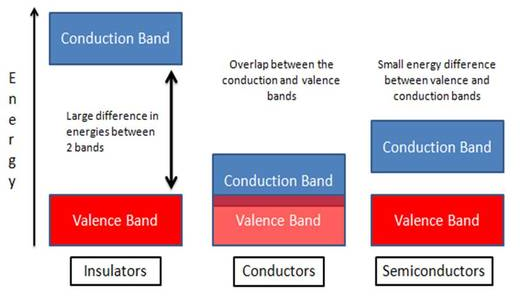 Energy
Conduction Band
Large difference in
energies between
2 bands
Valence Band
Insulators
Overlap between the
conduction and valence
bands
Conduction Band
Valence Band
Conductors
Small energy difference
between valence and
conduction bands
Conduction Band
Valence Band
Semiconductors